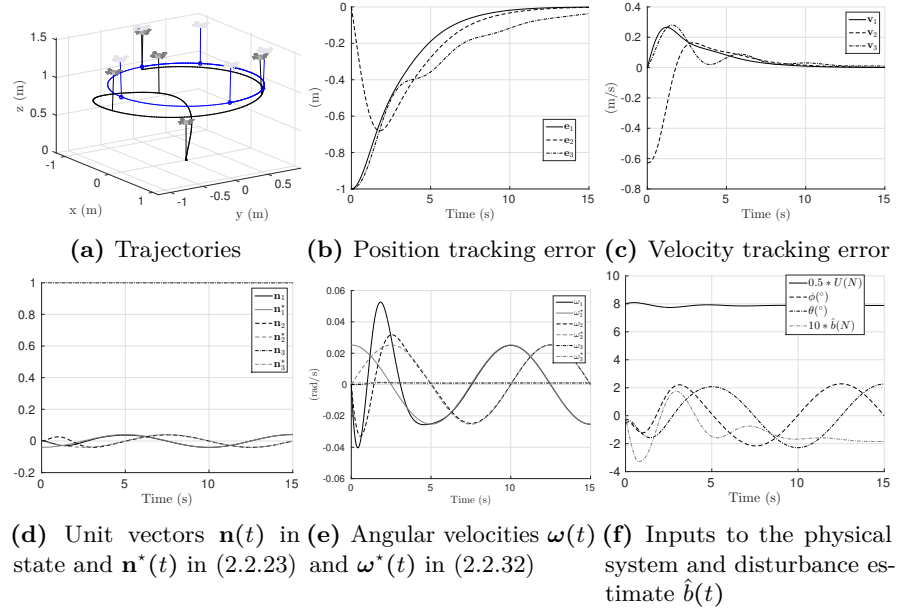 1.5
1
0.5
0
z (m)
-1
0
1
x (m)
-1
-0.5
0
0.5
y (m)
(a) Trajectories
0
-0.2
-0.4
-0.6
-0.8
-1
(m)
e₁
e₂
e₃
0
5
10
15
Time (s)
(b) Position tracking error
0.4
0.2
0
-0.2
-0.4
-0.6
0.8
(m/s)
v₁
v₂
v₃
0
5
10
15
Time (s)
(c) Velocity tracking error
1
0.8
0.6
0.4
0.2
0
-0.2
n₁
n₁*
n₂
n₂*
n₃
n₃*
0
5
10
15
Time (s)
(d) Unit vectors n(t) in
state and n*(t) in (2.2.23)
0.06
0.04
0.02
0
-0.02
-0.04
0.06
(rad/s)
ω₁
ω₂
ω₃
0
5
10
15
Time (s)
(e) Angular velocities ω(t)
and ω*(t) in (2.2.32)
10
8
6
4
2
0
-2
-4
0.5 * U(N)
ϕ(°)
θ(°)
10 * b̂(N)
0
5
10
15
Time (s)
(f) Inputs to the physical
system and disturbance es-
timate b̂(t)